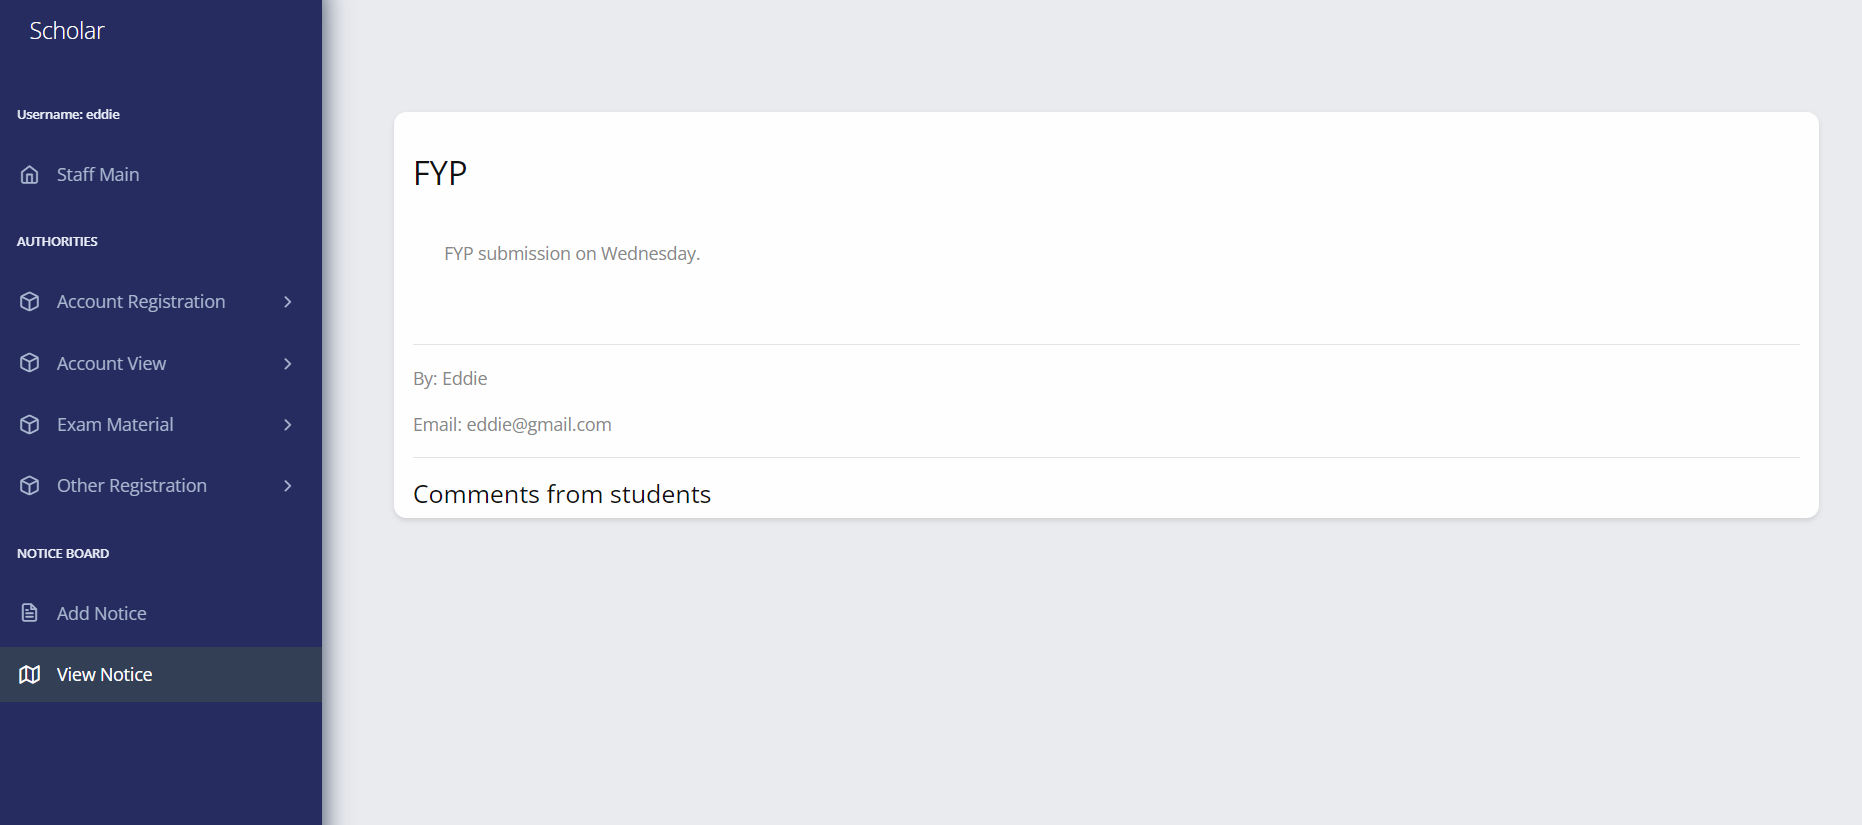 Scholar
Username: eddie
Staff Main
AUTHORITIES
Account Registration
Account View
Exam Material
Other Registration
NOTICE BOARD
Add Notice
View Notice
FYP
FYP submission on Wednesday.
By: Eddie
Email: eddie@gmail.com
Comments from students